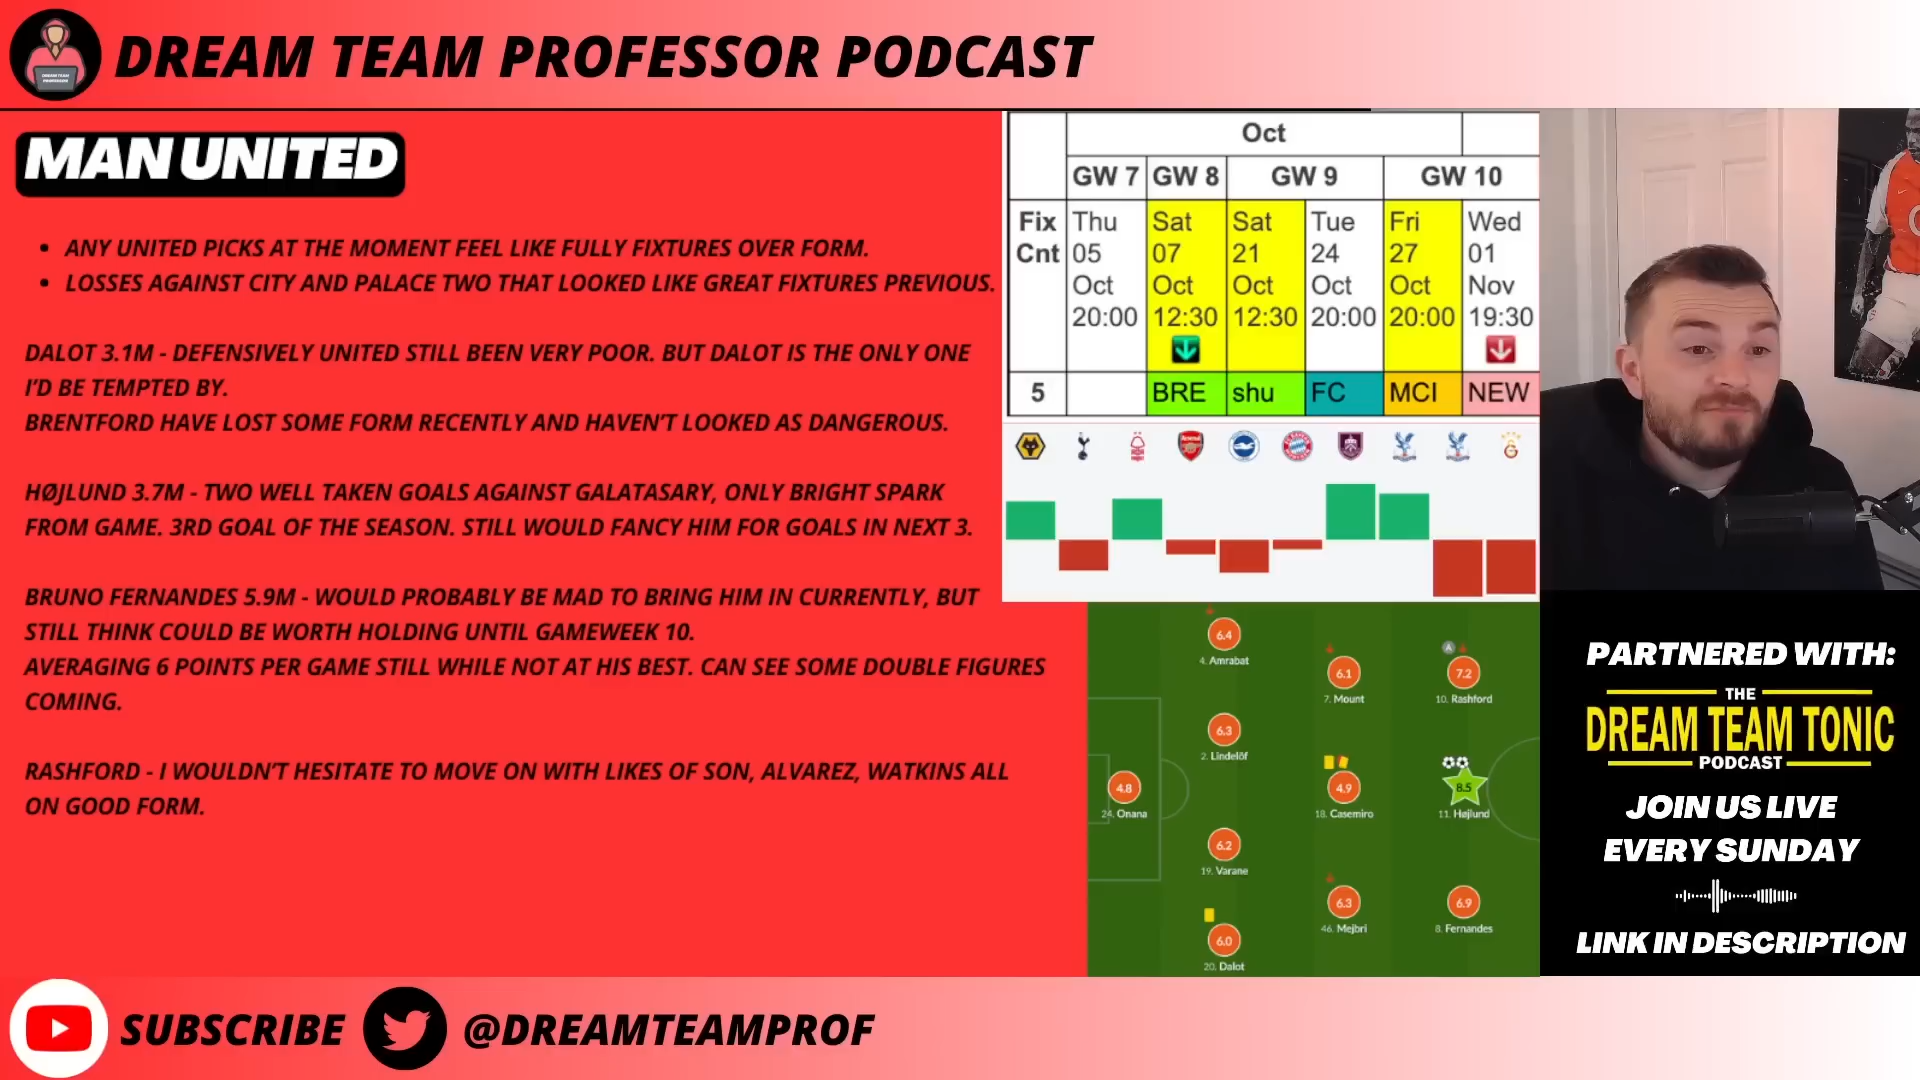 DREAM TEAM PROFESSOR PODCAST
DREAM TEAM
PROFESSOR
MAN UNITED
• ANY UNITED PICKS AT THE MOMENT FEEL LIKE FULLY FIXTURES OVER FORM.
• LOSSES AGAINST CITY AND PALACE TWO THAT LOOKED LIKE GREAT FIXTURES PREVIOUS.
DALOT 3.1M - DEFENSIVELY UNITED STILL BEEN VERY POOR. BUT DALOT IS THE ONLY ONE
I'D BE TEMPTED BY.
BRENTFORD HAVE LOST SOME FORM RECENTLY AND HAVEN'T LOOKED AS DANGEROUS.
HØJLUND 3.7M - TWO WELL TAKEN GOALS AGAINST GALATASARY, ONLY BRIGHT SPARK
FROM GAME. 3RD GOAL OF THE SEASON. STILL WOULD FANCY HIM FOR GOALS IN NEXT 3.
BRUNO FERNANDES 5.9M - WOULD PROBABLY BE MAD TO BRING HIM IN CURRENTLY, BUT
STILL THINK COULD BE WORTH HOLDING UNTIL GAMEWEEK 10.
AVERAGING 6 POINTS PER GAME STILL WHILE NOT AT HIS BEST. CAN SEE SOME DOUBLE FIGURES
COMING.
RASHFORD - I WOULDN'T HESITATE TO MOVE ON WITH LIKES OF SON, ALVAREZ, WATKINS ALL
ON GOOD FORM.
Oct
GW 7 GW 8 GW 9 GW 10
Fix Thu Sat Sat Tue Fri Wed
Cnt 05 07 21 24 27 01
Oct Oct Oct Oct Oct Nov
20:00 12:30 12:30 20:00 20:00 19:30
5 BRE shu FC MCI NEW
6.4
4. Amrabat
6.1
7. Mount
A
7.2
10. Rashford
6.3
2. Lindelöf
4.8
24. Onana
4.9
18. Casemiro
8.5
11. Højlund
6.2
19. Varane
6.3
46. Mejbri
6.9
8. Fernandes
6.0
20. Dalot
PARTNERED WITH:
THE
DREAM TEAM TONIC
PODCAST
JOIN US LIVE
EVERY SUNDAY
LINK IN DESCRIPTION
SUBSCRIBE
@DREAMTEAMPROF